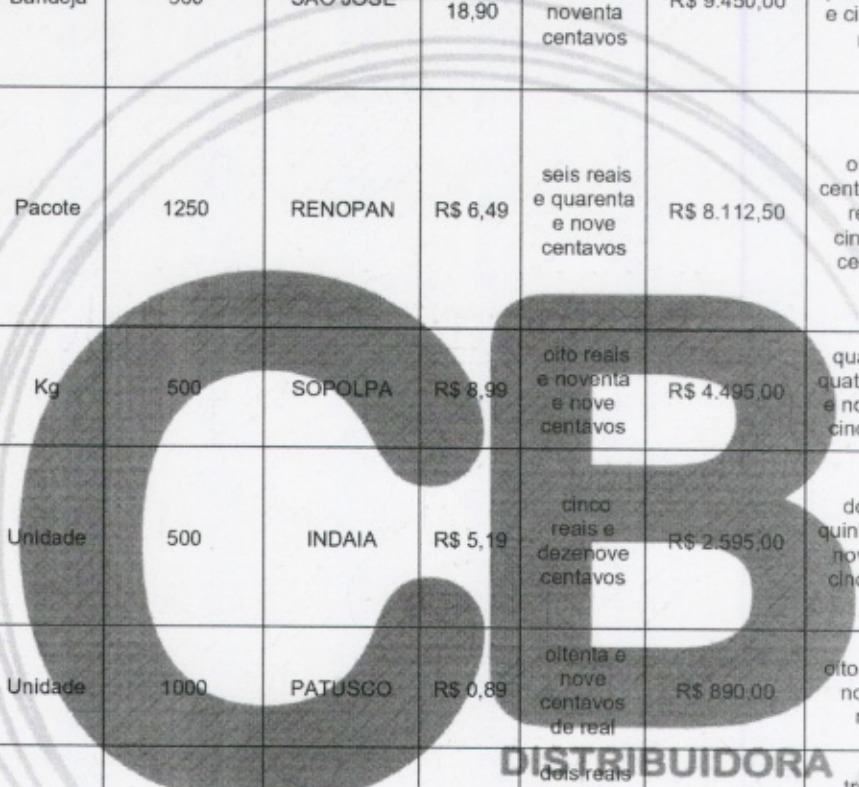 Bandeja 500 SÃO JOSÉ 18,90 noventa centavos R$ 9.450,00
Pacote 1250 RENOPAN R$ 6,49 seis reais e quarenta e nove centavos R$ 8.112,50
Kg 500 SOPOLPA R$ 8,99 oito reais e noventa e nove centavos R$ 4.495,00
Unidade 500 INDAIA R$ 5,19 cinco reais e dezenove centavos R$ 2.595,00
Unidade 1000 PATUSCO R$ 0,89 oitenta e nove centavos de real R$ 890,00
dois reais
CB
DISTRIBUIDORA